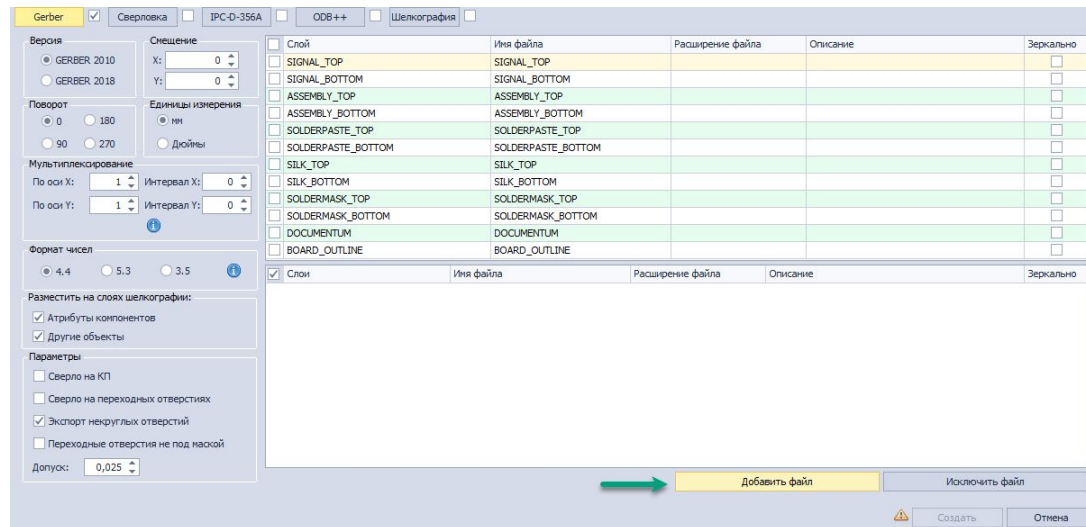 Gerber Сверловка IPC-D-356A ODB++ Шелкография
Версия
GERBER 2010
GERBER 2018
Смещение
X: 0
Y: 0
Поворот
0 180
90 270
Единицы измерения
мм
Дюймы
Мультиплексирование
По оси X: 1 Интервал X: 0
По оси Y: 1 Интервал Y: 0
Формат чисел
4.4 5.3 3.5
Разместить на слоях шелкографии:
Атрибуты компонентов
Другие объекты
Параметры
Сверло на КП
Сверло на переходных отверстиях
Экспорт некруглых отверстий
Переходные отверстия не под маской
Допуск: 0,025
Слой Имя файла Расширение файла Описание Зеркально
SIGNAL_TOP SIGNAL_TOP
SIGNAL_BOTTOM SIGNAL_BOTTOM
ASSEMBLY_TOP ASSEMBLY_TOP
ASSEMBLY_BOTTOM ASSEMBLY_BOTTOM
SOLDERPASTE_TOP SOLDERPASTE_TOP
SOLDERPASTE_BOTTOM SOLDERPASTE_BOTTOM
SILK_TOP SILK_TOP
SILK_BOTTOM SILK_BOTTOM
SOLDERMASK_TOP SOLDERMASK_TOP
SOLDERMASK_BOTTOM SOLDERMASK_BOTTOM
DOCUMENTUM DOCUMENTUM
BOARD_OUTLINE BOARD_OUTLINE
Слои Имя файла Расширение файла Описание Зеркально
Добавить файл Исключить файл
Создать Отмена